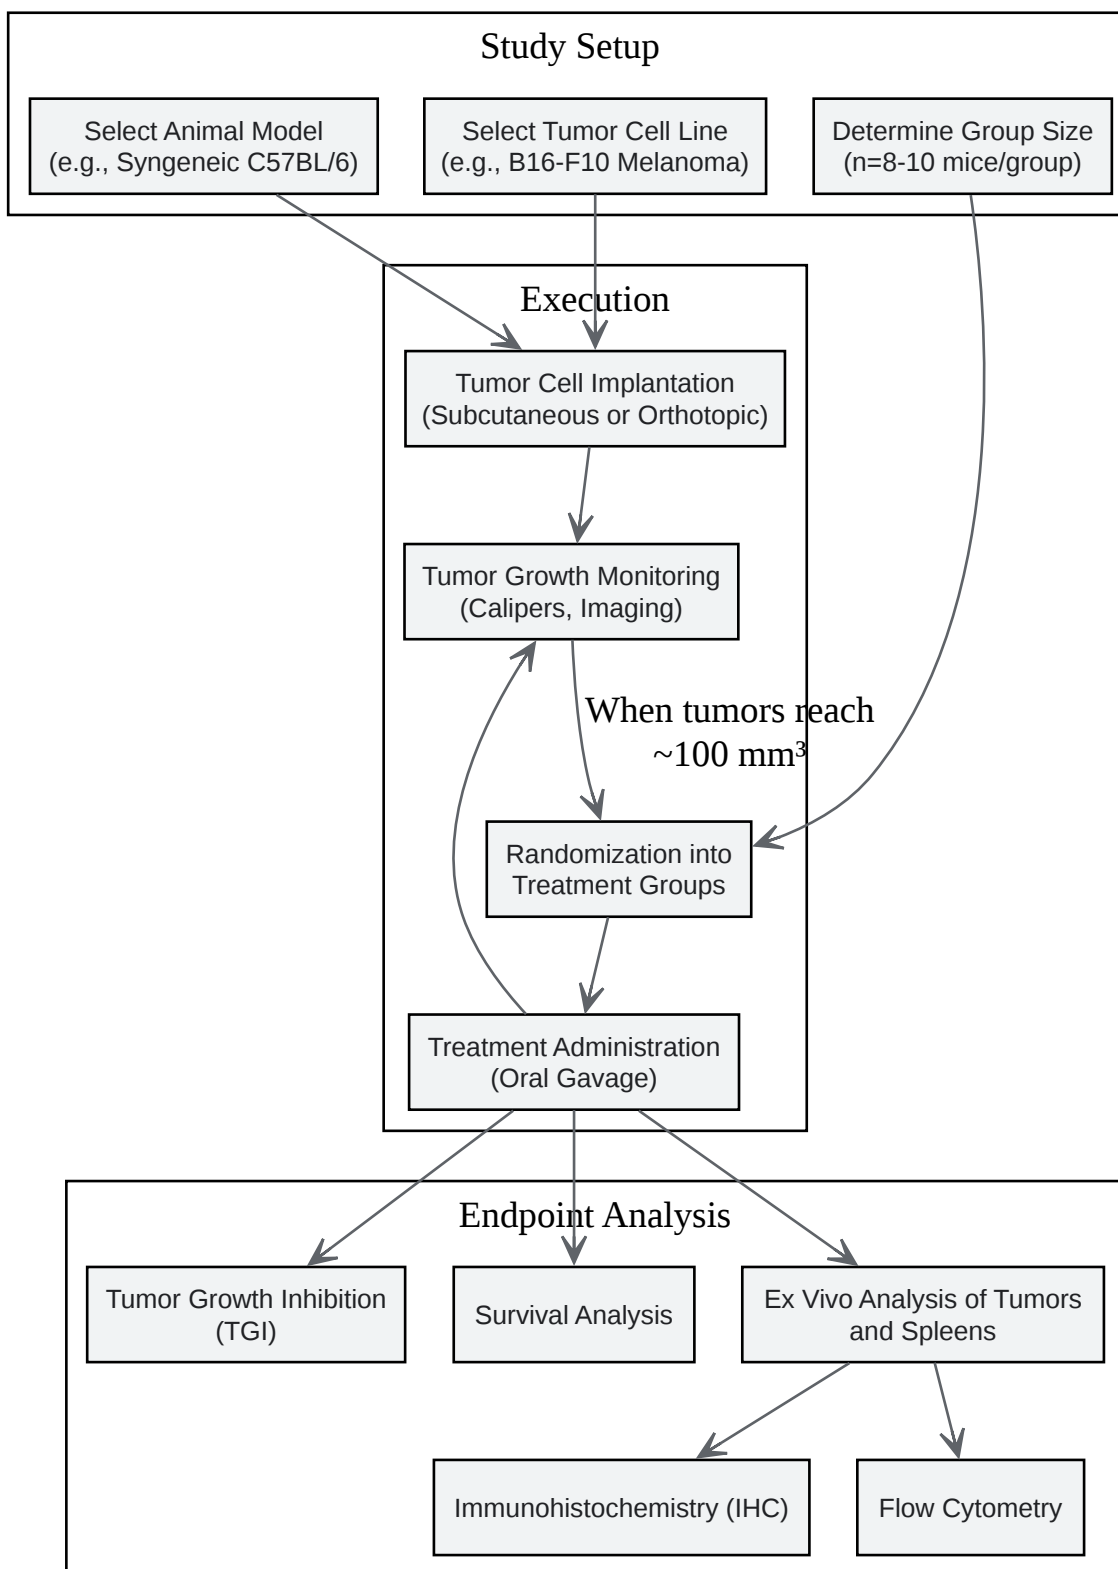 Study Setup
Select Animal Model
(e.g., Syngeneic C57BL/6)
Select Tumor Cell Line
(e.g., B16-F10 Melanoma)
Determine Group Size
(n=8-10 mice/group)
Execution
Tumor Cell Implantation
(Subcutaneous or Orthotopic)
Tumor Growth Monitoring
(Calipers, Imaging)
When tumors reach
~100 mm³
Randomization into
Treatment Groups
Treatment Administration
(Oral Gavage)
Endpoint Analysis
Tumor Growth Inhibition
(TGI)
Survival Analysis
Ex Vivo Analysis of Tumors
and Spleens
Immunohistochemistry (IHC)
Flow Cytometry